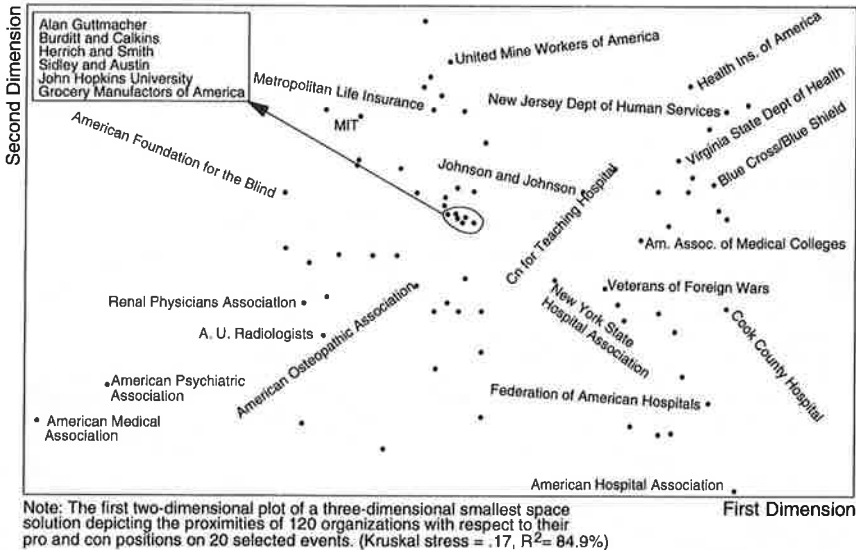 Alan Guttmacher
Burditt and Calkins
Herrich and Smith
Sidley and Austin
John Hopkins University
Grocery Manufactors of America
Second Dimension
United Mine Workers of America
Health Ins. of America
Metropolitan Life Insurance
New Jersey Dept of Human Services
MIT
Virginia State Dept of Health
American Foundation for the Blind
Johnson and Johnson
Blue Cross/Blue Shield
Cn for Teaching Hospital
Am. Assoc. of Medical Colleges
Renal Physicians Association
Veterans of Foreign Wars
New York State
Hospital Association
A. U. Radiologists
American Osteopathic Association
Cook County Hospital
American Psychiatric
Association
Federation of American Hospitals
American Medical
Association
American Hospital Association
First Dimension
Note: The first two-dimensional plot of a three-dimensional smallest space
solution depicting the proximities of 120 organizations with respect to their
pro and con positions on 20 selected events. (Kruskal stress = .17, R²= 84.9%)